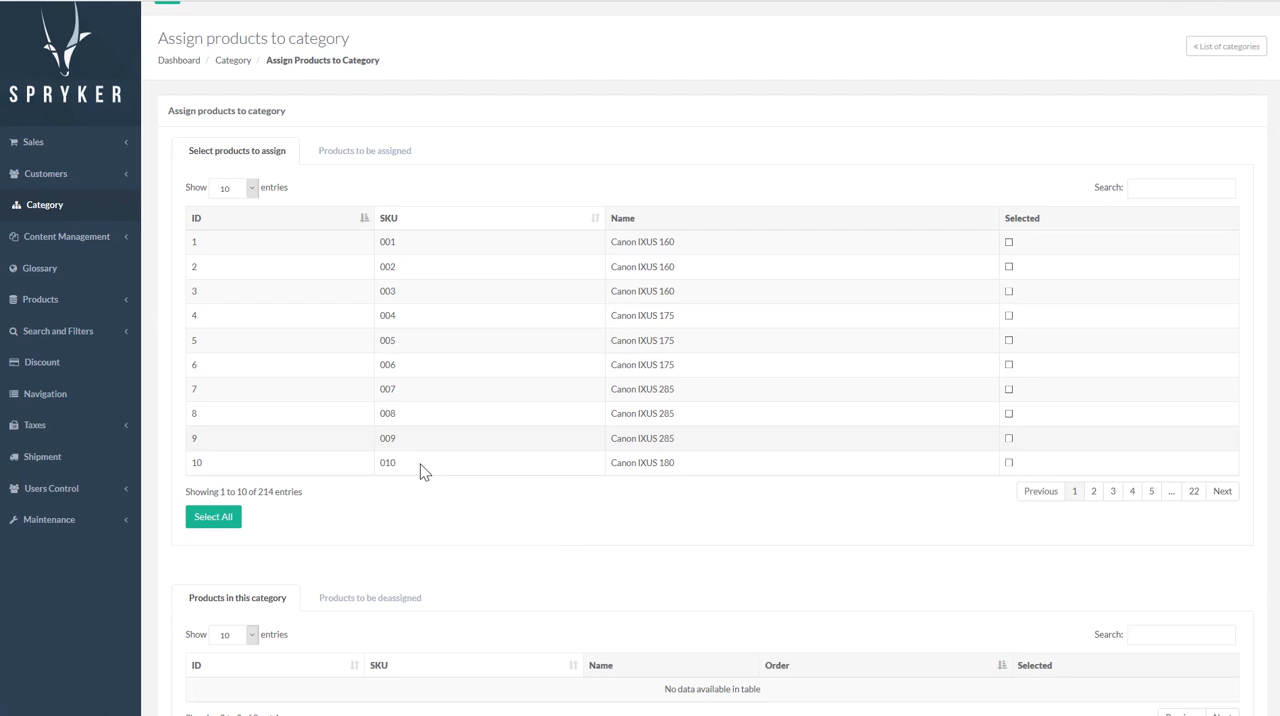 SPRYKER
Sales
Customers
Category
Content Management
Glossary
Products
Search and Filters
Discount
Navigation
Taxes
Shipment
Users Control
Maintenance
Assign products to category
Dashboard / Category / Assign Products to Category
« List of categories
Assign products to category
Select products to assign Products to be assigned
Show 10 entries Search:
ID SKU Name Selected
1 001 Canon IXUS 160
2 002 Canon IXUS 160
3 003 Canon IXUS 160
4 004 Canon IXUS 175
5 005 Canon IXUS 175
6 006 Canon IXUS 175
7 007 Canon IXUS 285
8 008 Canon IXUS 285
9 009 Canon IXUS 285
10 010 Canon IXUS 180
Showing 1 to 10 of 214 entries Previous 1 2 3 4 5 ... 22 Next
Select All
Products in this category Products to be deassigned
Show 10 entries Search:
ID SKU Name Order Selected
No data available in table